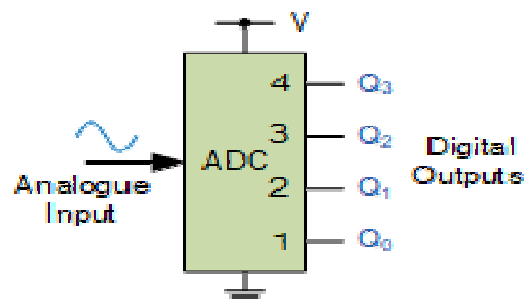 V
4 Q₃
3 Q₂
ADC
Analogue
Input
2 Q₁
1 Q₀
Digital
Outputs